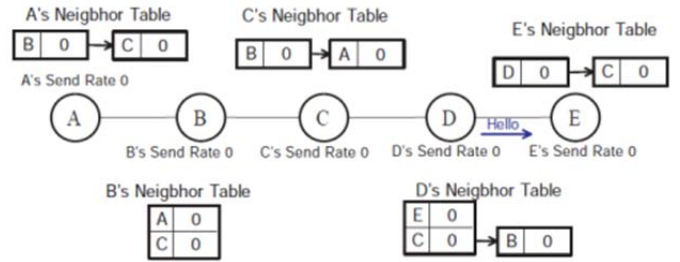 A's Neigbhor Table
B 0 C 0
A's Send Rate 0
C's Neigbhor Table
B 0 A 0
E's Neigbhor Table
D 0 C 0
A B C D E
Hello
B's Send Rate 0 C's Send Rate 0 D's Send Rate 0 E's Send Rate 0
B's Neigbhor Table
A 0
C 0
D's Neigbhor Table
E 0
C 0 B 0